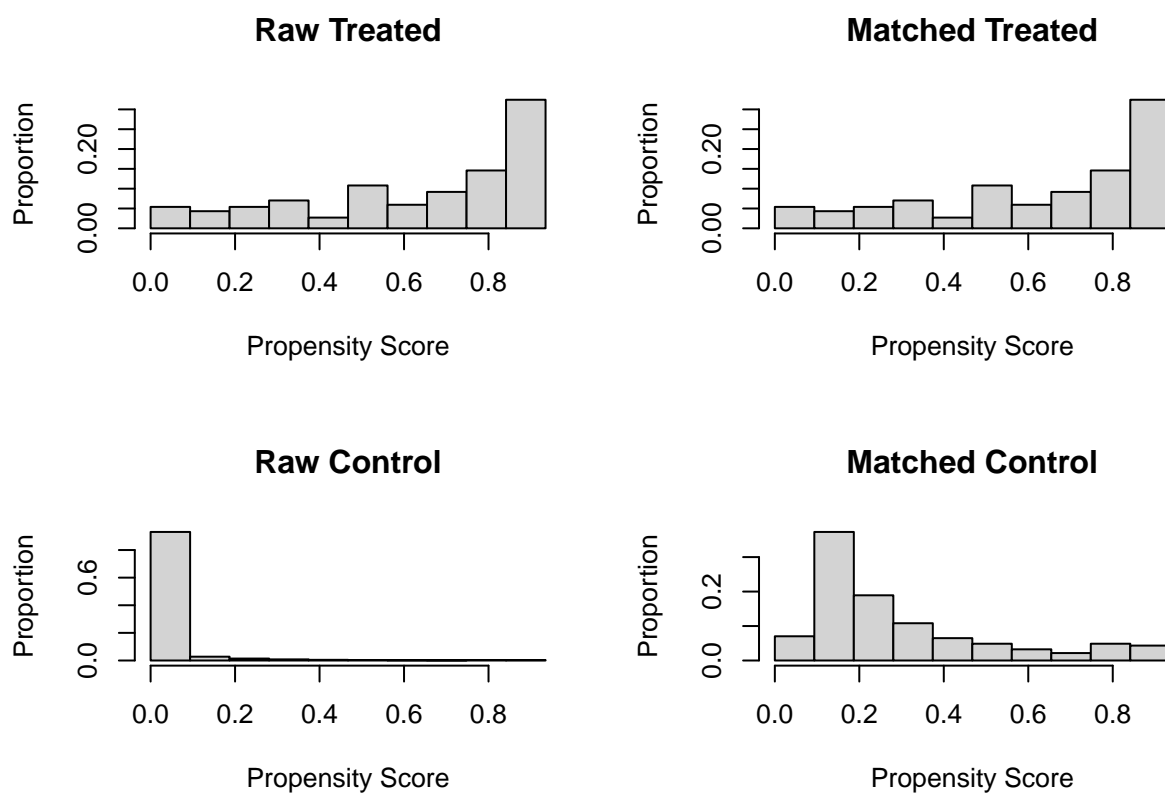 Raw Treated
Proportion
0.00 0.20
0.0 0.2 0.4 0.6 0.8
Propensity Score
Matched Treated
Proportion
0.00 0.20
0.0 0.2 0.4 0.6 0.8
Propensity Score
Raw Control
Proportion
0.0 0.6
0.0 0.2 0.4 0.6 0.8
Propensity Score
Matched Control
Proportion
0.0 0.2
0.0 0.2 0.4 0.6 0.8
Propensity Score